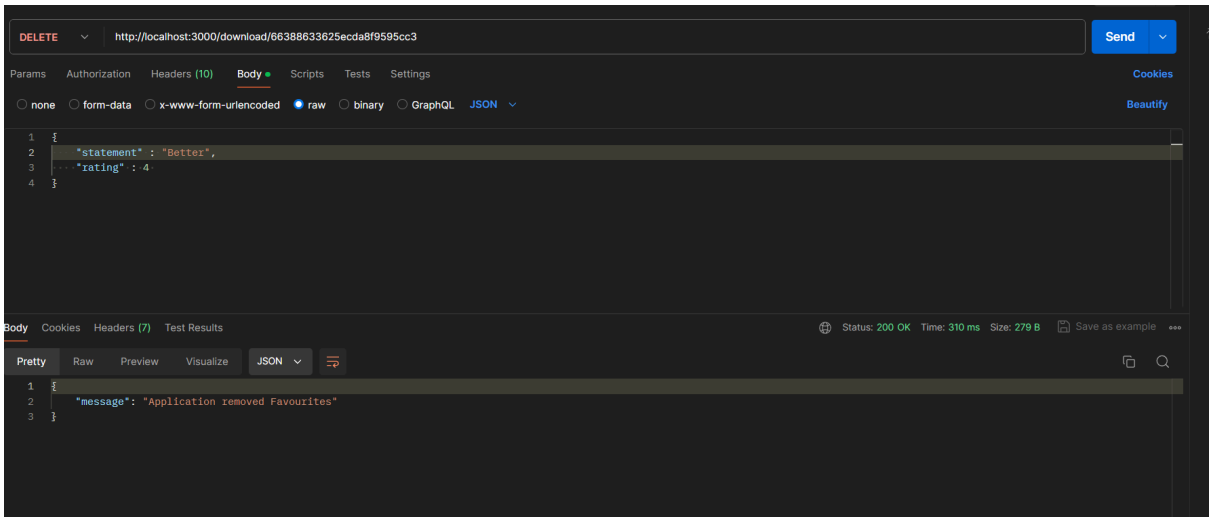 DELETE http://localhost:3000/download/66388633625ecda8f9595cc3 Send
Params Authorization Headers (10) Body Scripts Tests Settings Cookies
none form-data x-www-form-urlencoded raw binary GraphQL JSON Beautify
1 {
2 "statement" : "Better",
3 "rating" : 4
4 }
Body Cookies Headers (7) Test Results Status: 200 OK Time: 310 ms Size: 279 B Save as example
Pretty Raw Preview Visualize JSON
1 {
2 "message": "Application removed Favourites"
3 }